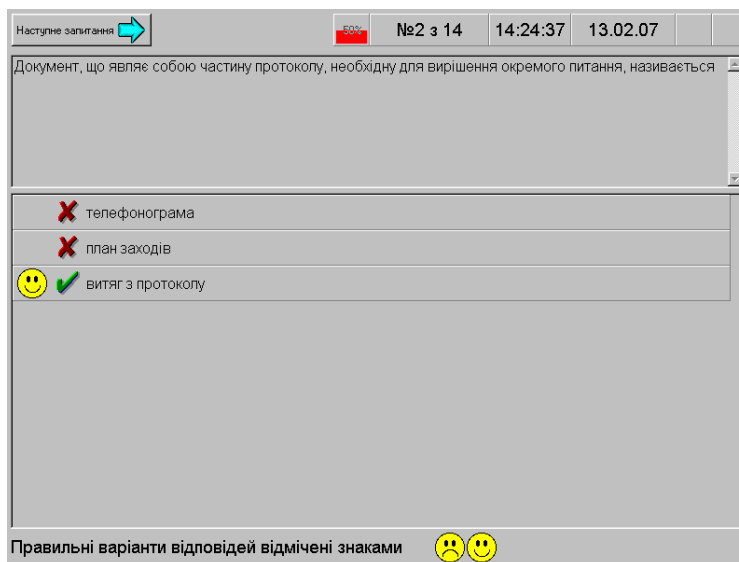 Наступне запитання
50%
№2 з 14
14:24:37
13.02.07
Документ, що являє собою частину протоколу, необхідну для вирішення окремого питання, називається
телефонограма
план заходів
витяг з протоколу
Правильні варіанти відповідей відмічені знаками